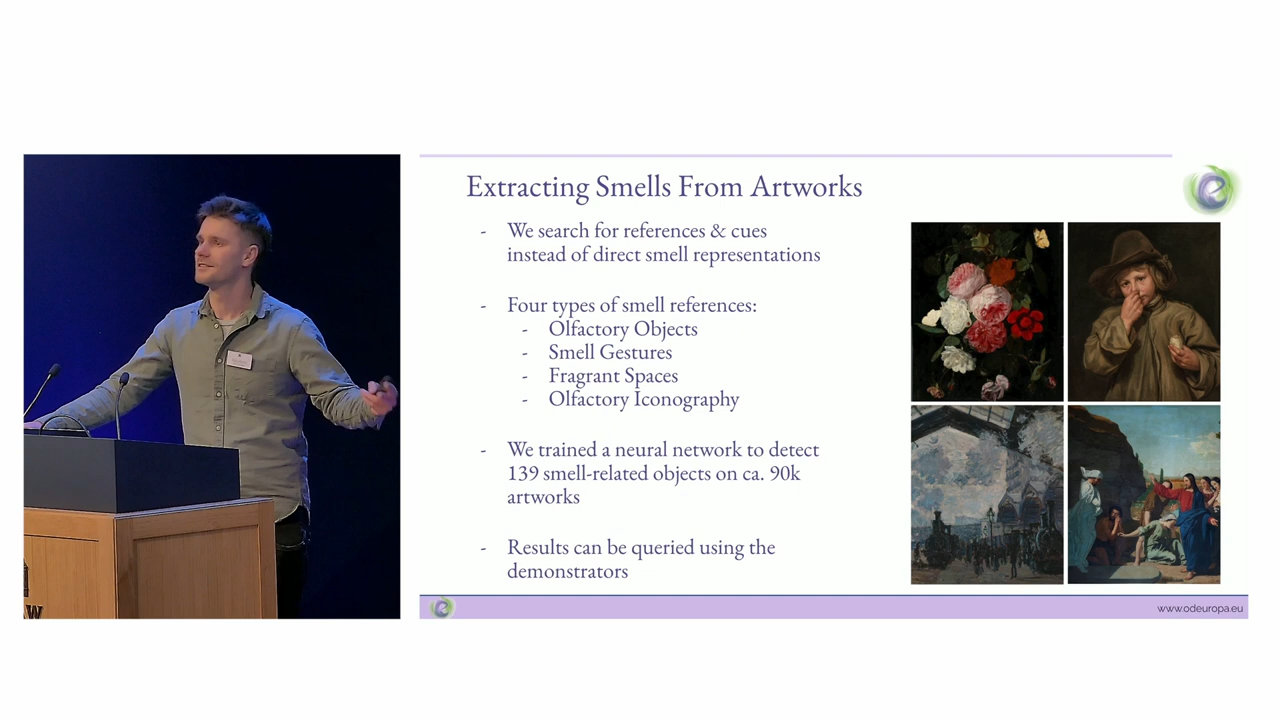 Extracting Smells From Artworks
- We search for references & cues
instead of direct smell representations
- Four types of smell references:
- Olfactory Objects
- Smell Gestures
- Fragrant Spaces
- Olfactory Iconography
- We trained a neural network to detect
139 smell-related objects on ca. 90k
artworks
- Results can be queried using the
demonstrators
www.odeuropa.eu